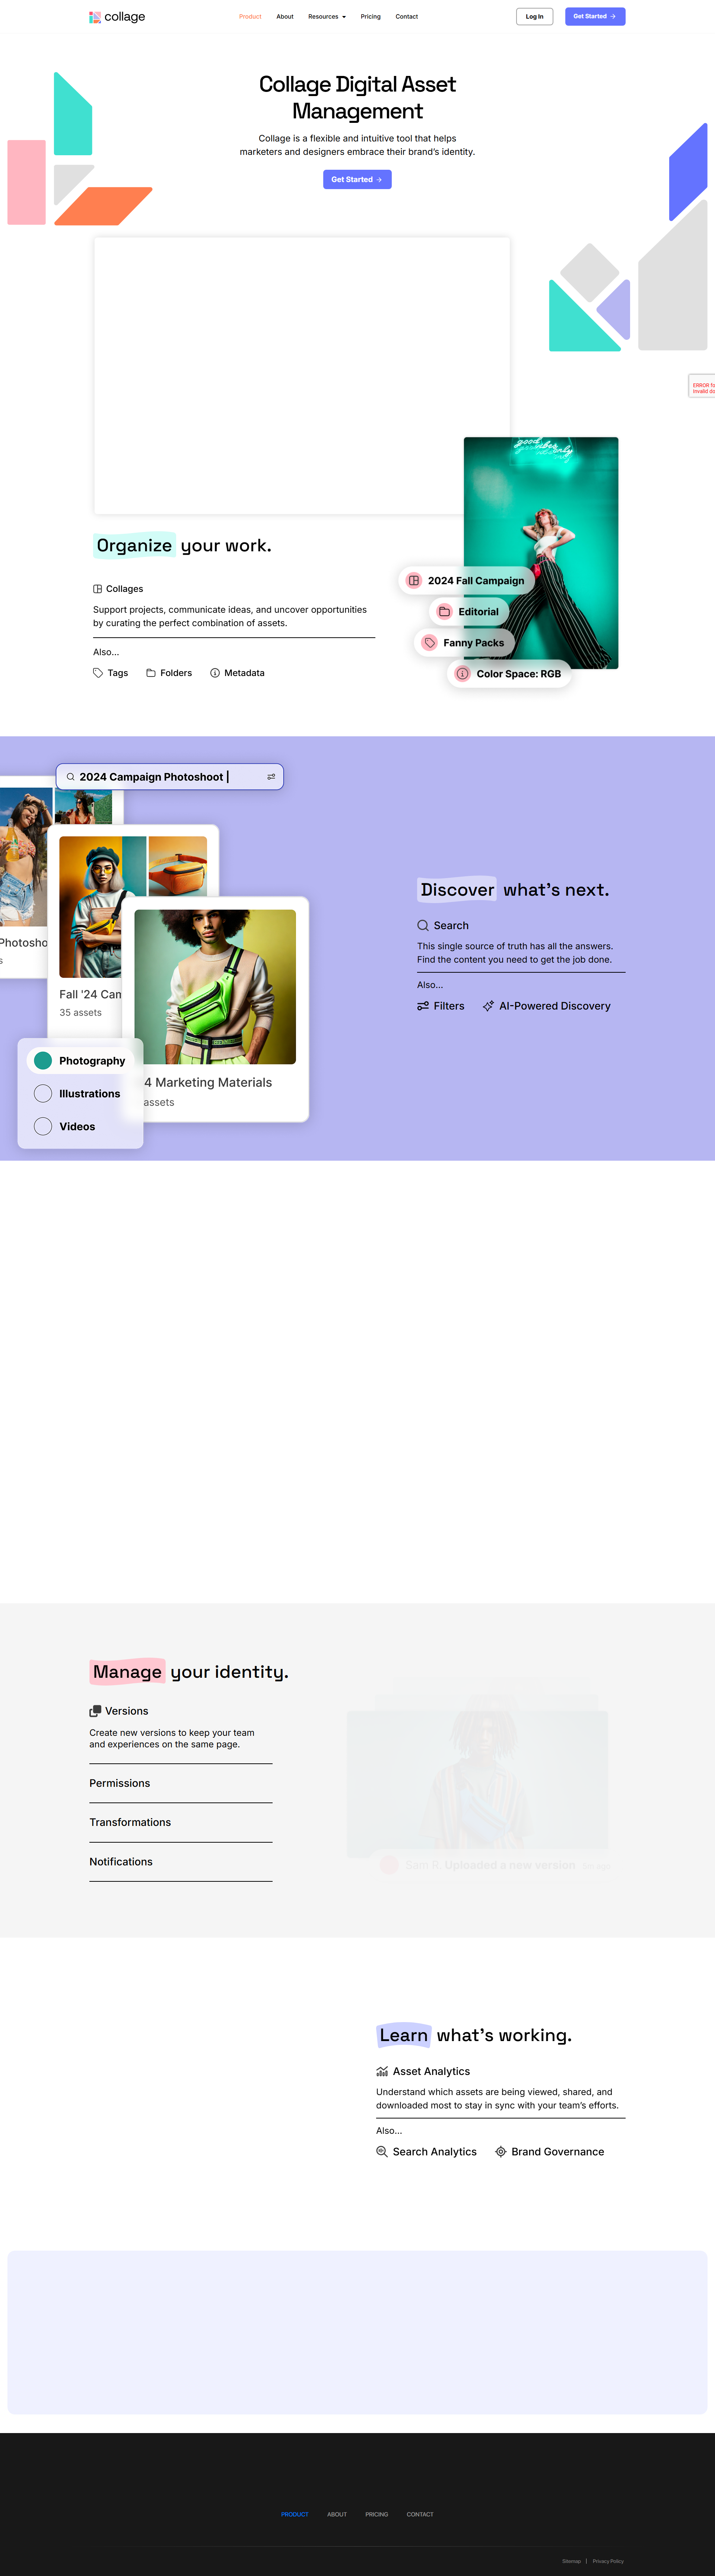 collage
Product
About
Resources
Pricing
Contact
Log In
Get Started
Collage Digital Asset
Management
Collage is a flexible and intuitive tool that helps
marketers and designers embrace their brand's identity.
Get Started
ERROR fo
Invalid do
good
Organize your work.
Collages
Support projects, communicate ideas, and uncover opportunities
by curating the perfect combination of assets.
Also...
Tags
Folders
Metadata
2024 Fall Campaign
Editorial
Fanny Packs
Color Space: RGB
2024 Campaign Photoshoot |
Photosho
s
Fall '24 Can
35 assets
4 Marketing Materials
assets
Photography
Illustrations
Videos
Discover what's next.
Search
This single source of truth has all the answers.
Find the content you need to get the job done.
Also...
Filters
AI-Powered Discovery
Manage your identity.
Versions
Create new versions to keep your team
and experiences on the same page.
Permissions
Transformations
Notifications
Sam R. Uploaded a new version
Learn what's working.
Asset Analytics
Understand which assets are being viewed, shared, and
downloaded most to stay in sync with your team's efforts.
Also...
Search Analytics
Brand Governance
PRODUCT
ABOUT
PRICING
CONTACT
Sitemap | Privacy Policy